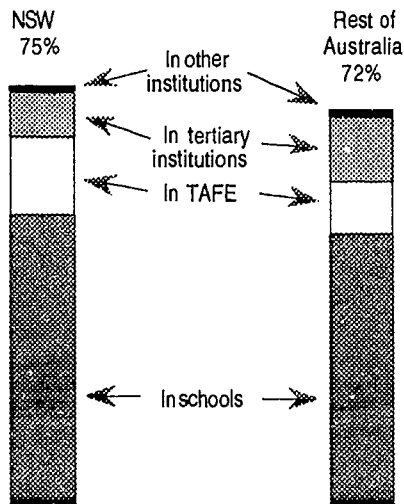 NSW
75%
Rest of
Australia
72%
In other
institutions
In tertiary
institutions
In TAFE
In schools